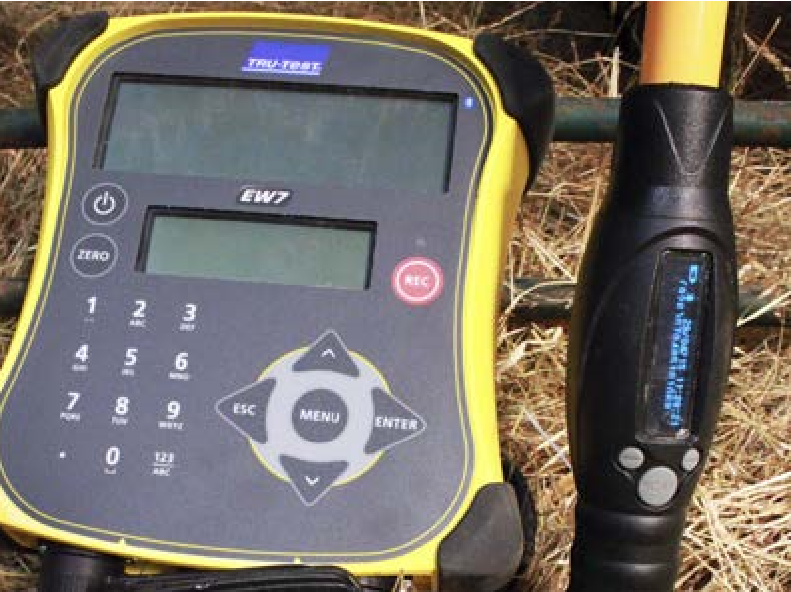 TRU-TEST
EW7
ZERO
REC
1 2 3
ABC DEF
4 5 6
GHI JKL MNO
7 8 9
PQRS TUV WXYZ
. 0 123
ABC
ESC MENU ENTER